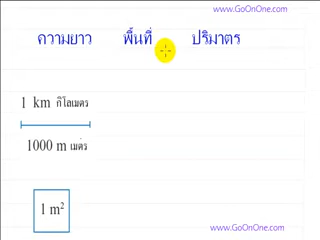 www.GoOnOne.com
ความยาว พื้นที่ ปริมาตร
1 km กิโลเมตร
1000 m เมตร
1 m²
www.GoOnOne.com